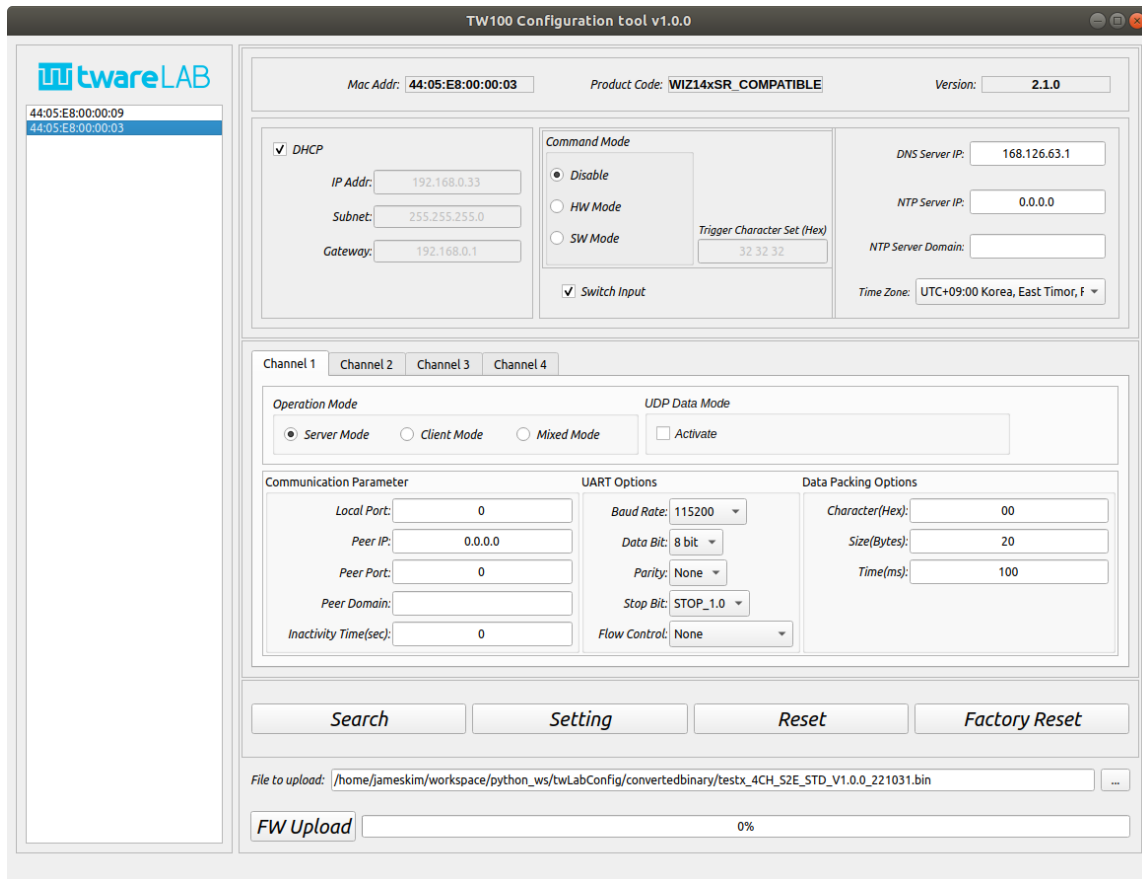 TW100 Configuration tool v1.0.0
twareLAB
44:05:E8:00:00:09
44:05:E8:00:00:03
Mac Addr: 44:05:E8:00:00:03 Product Code: WIZ14xSR_COMPATIBLE Version: 2.1.0
DHCP
IP Addr: 192.168.0.33
Subnet: 255.255.255.0
Gateway: 192.168.0.1
Command Mode
Disable
HW Mode
SW Mode
Trigger Character Set (Hex)
32 32 32
Switch Input
DNS Server IP: 168.126.63.1
NTP Server IP: 0.0.0.0
NTP Server Domain:
Time Zone: UTC+09:00 Korea, East Timor, F
Channel 1 Channel 2 Channel 3 Channel 4
Operation Mode
Server Mode Client Mode Mixed Mode
UDP Data Mode
Activate
Communication Parameter
Local Port: 0
Peer IP: 0.0.0.0
Peer Port: 0
Peer Domain:
Inactivity Time(sec): 0
UART Options
Baud Rate: 115200
Data Bit: 8 bit
Parity: None
Stop Bit: STOP_1.0
Flow Control: None
Data Packing Options
Character(Hex): 00
Size(Bytes): 20
Time(ms): 100
Search Setting Reset Factory Reset
File to upload: /home/jameskim/workspace/python_ws/twLabConfig/convertedbinary/testx_4CH_S2E_STD_V1.0.0_221031.bin ...
FW Upload 0%